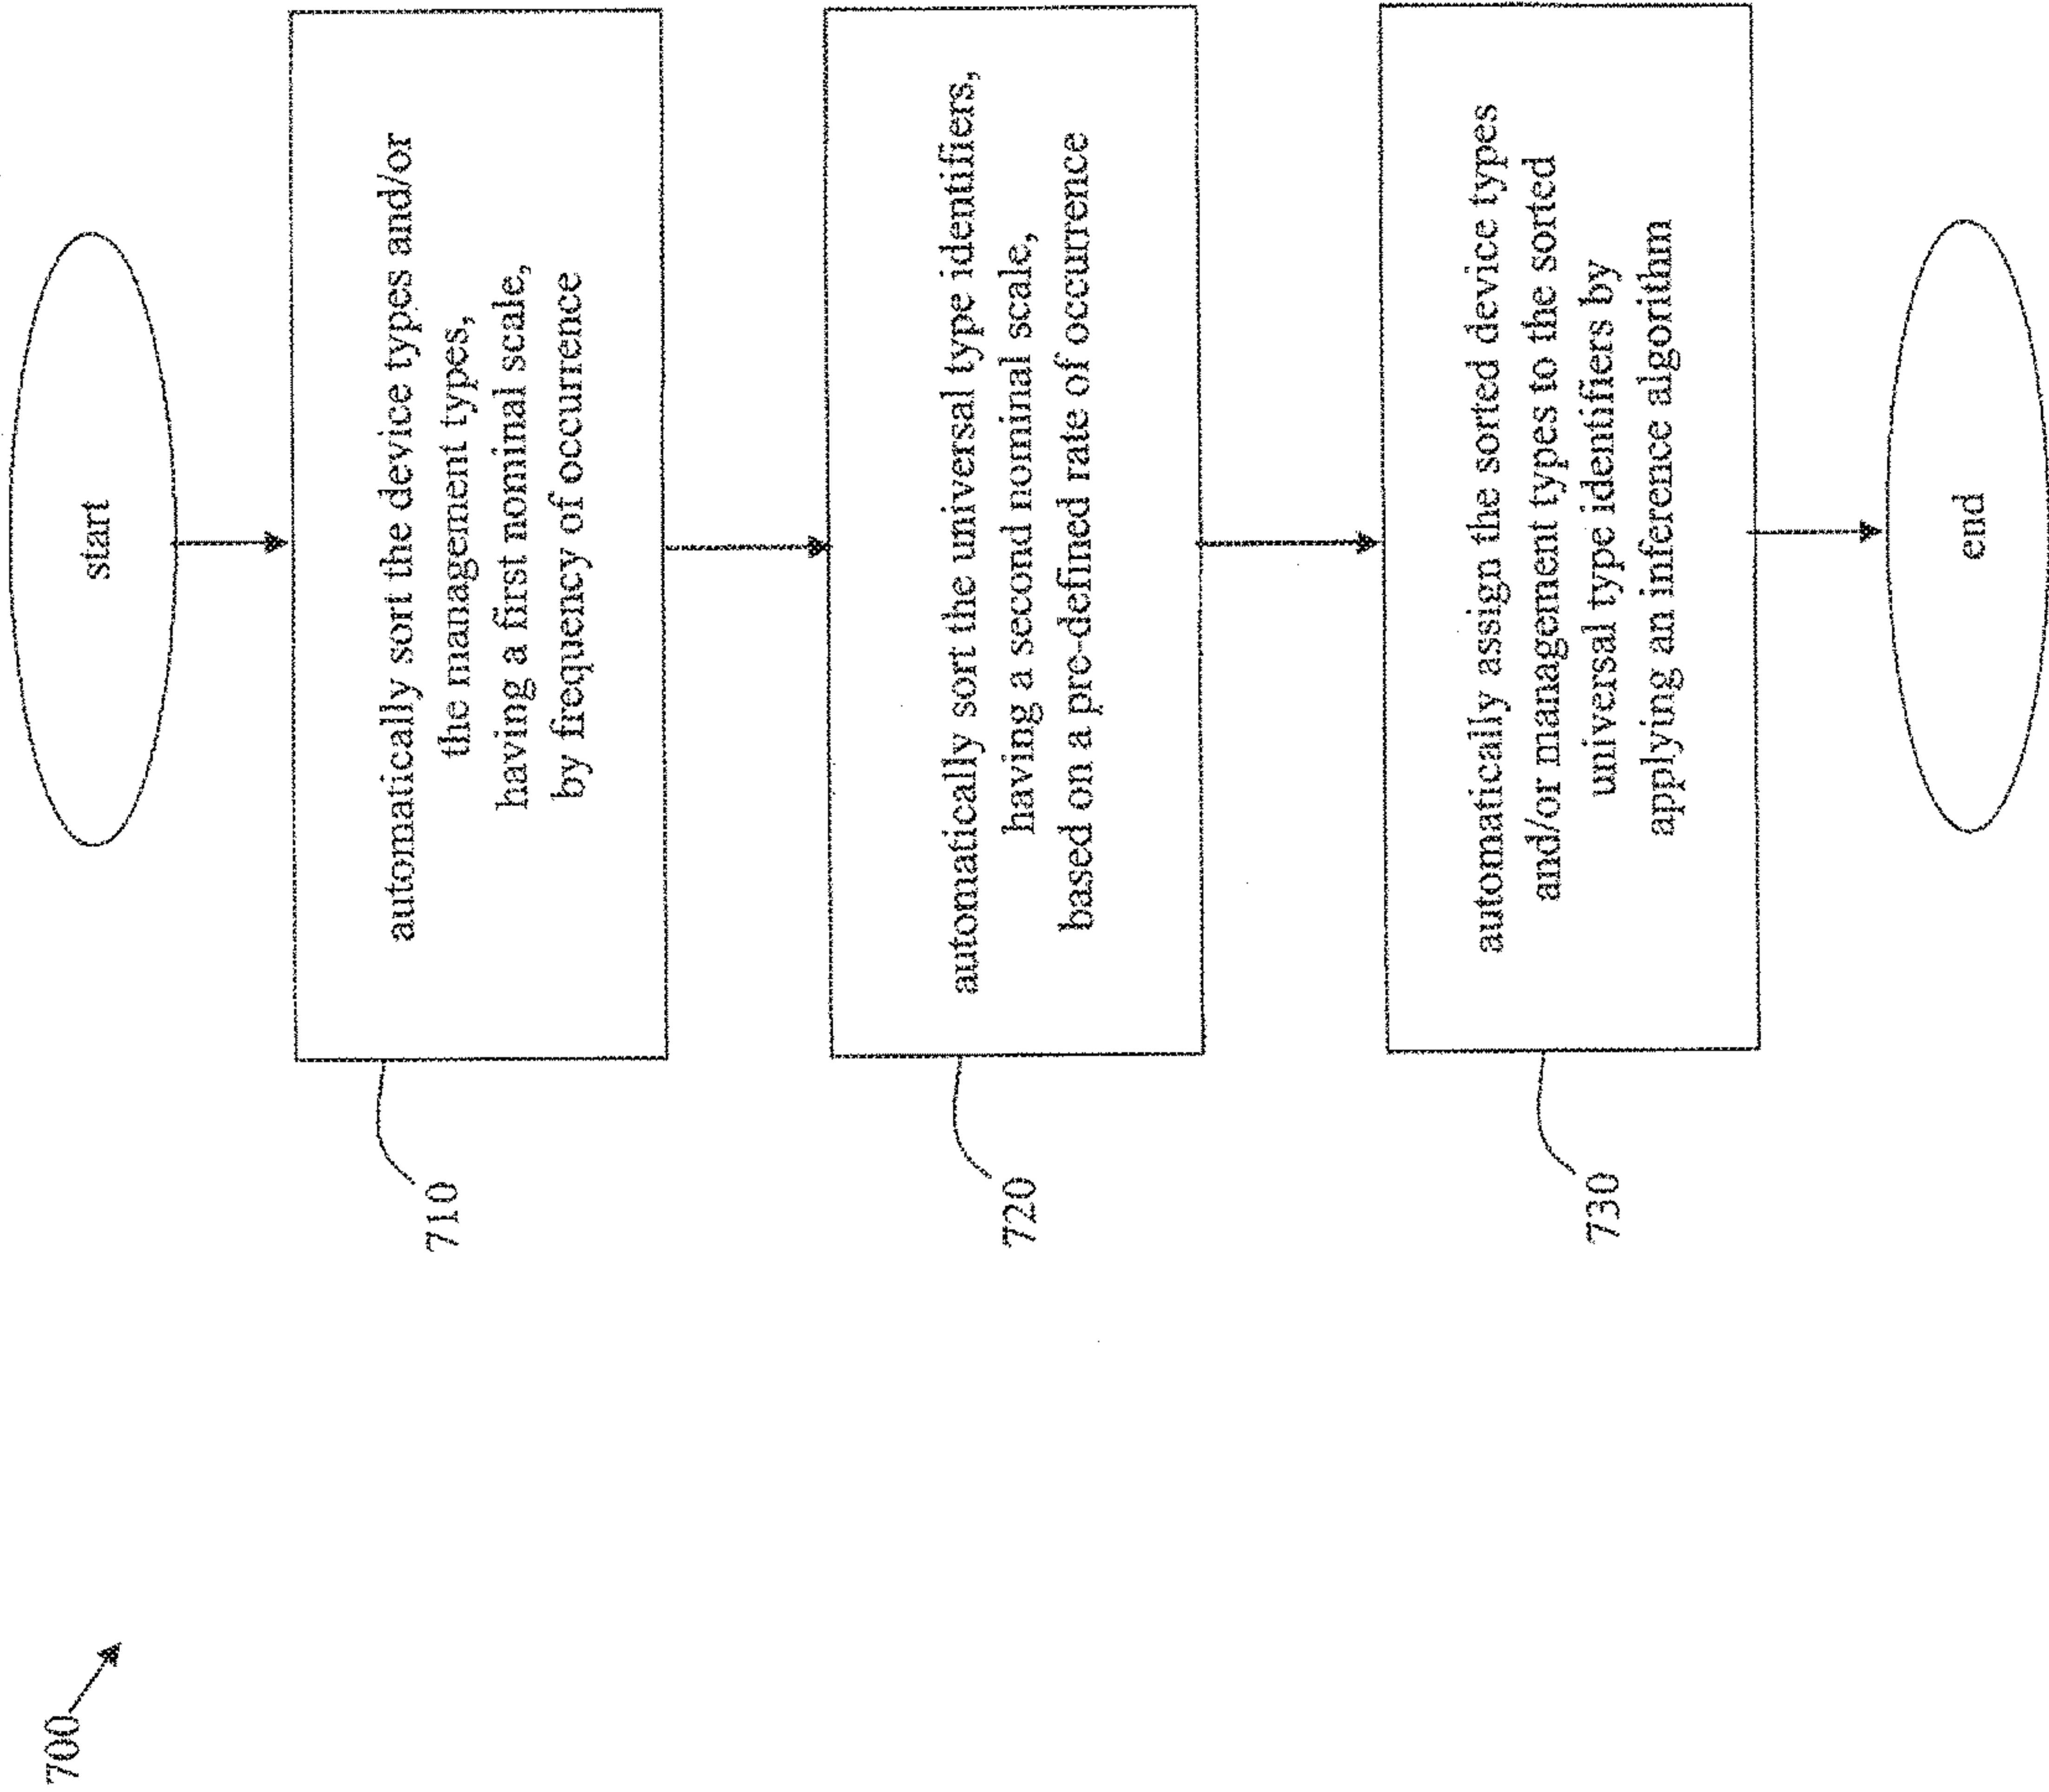 700
start
710
automatically sort the device types and/or
the management types,
having a first nominal scale,
by frequency of occurrence
720
automatically sort the universal type identifiers,
having a second nominal scale,
based on a pre-defined rate of occurrence
730
automatically assign the sorted device types
and/or management types to the sorted
universal type identifiers by
applying an inference algorithm
end